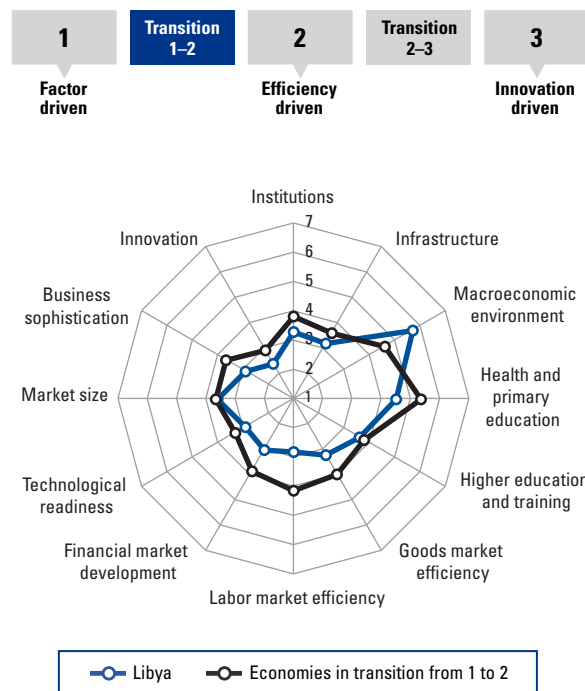 1
Transition
1–2
2
Transition
2–3
3
Factor
driven
Efficiency
driven
Innovation
driven
Institutions
7
Innovation
6
Infrastructure
5
Business
sophistication
4
Macroeconomic
environment
3
2
Market size
1
Health and
primary
education
Technological
readiness
Higher education
and training
Financial market
development
Goods market
efficiency
Labor market efficiency
Libya
Economies in transition from 1 to 2